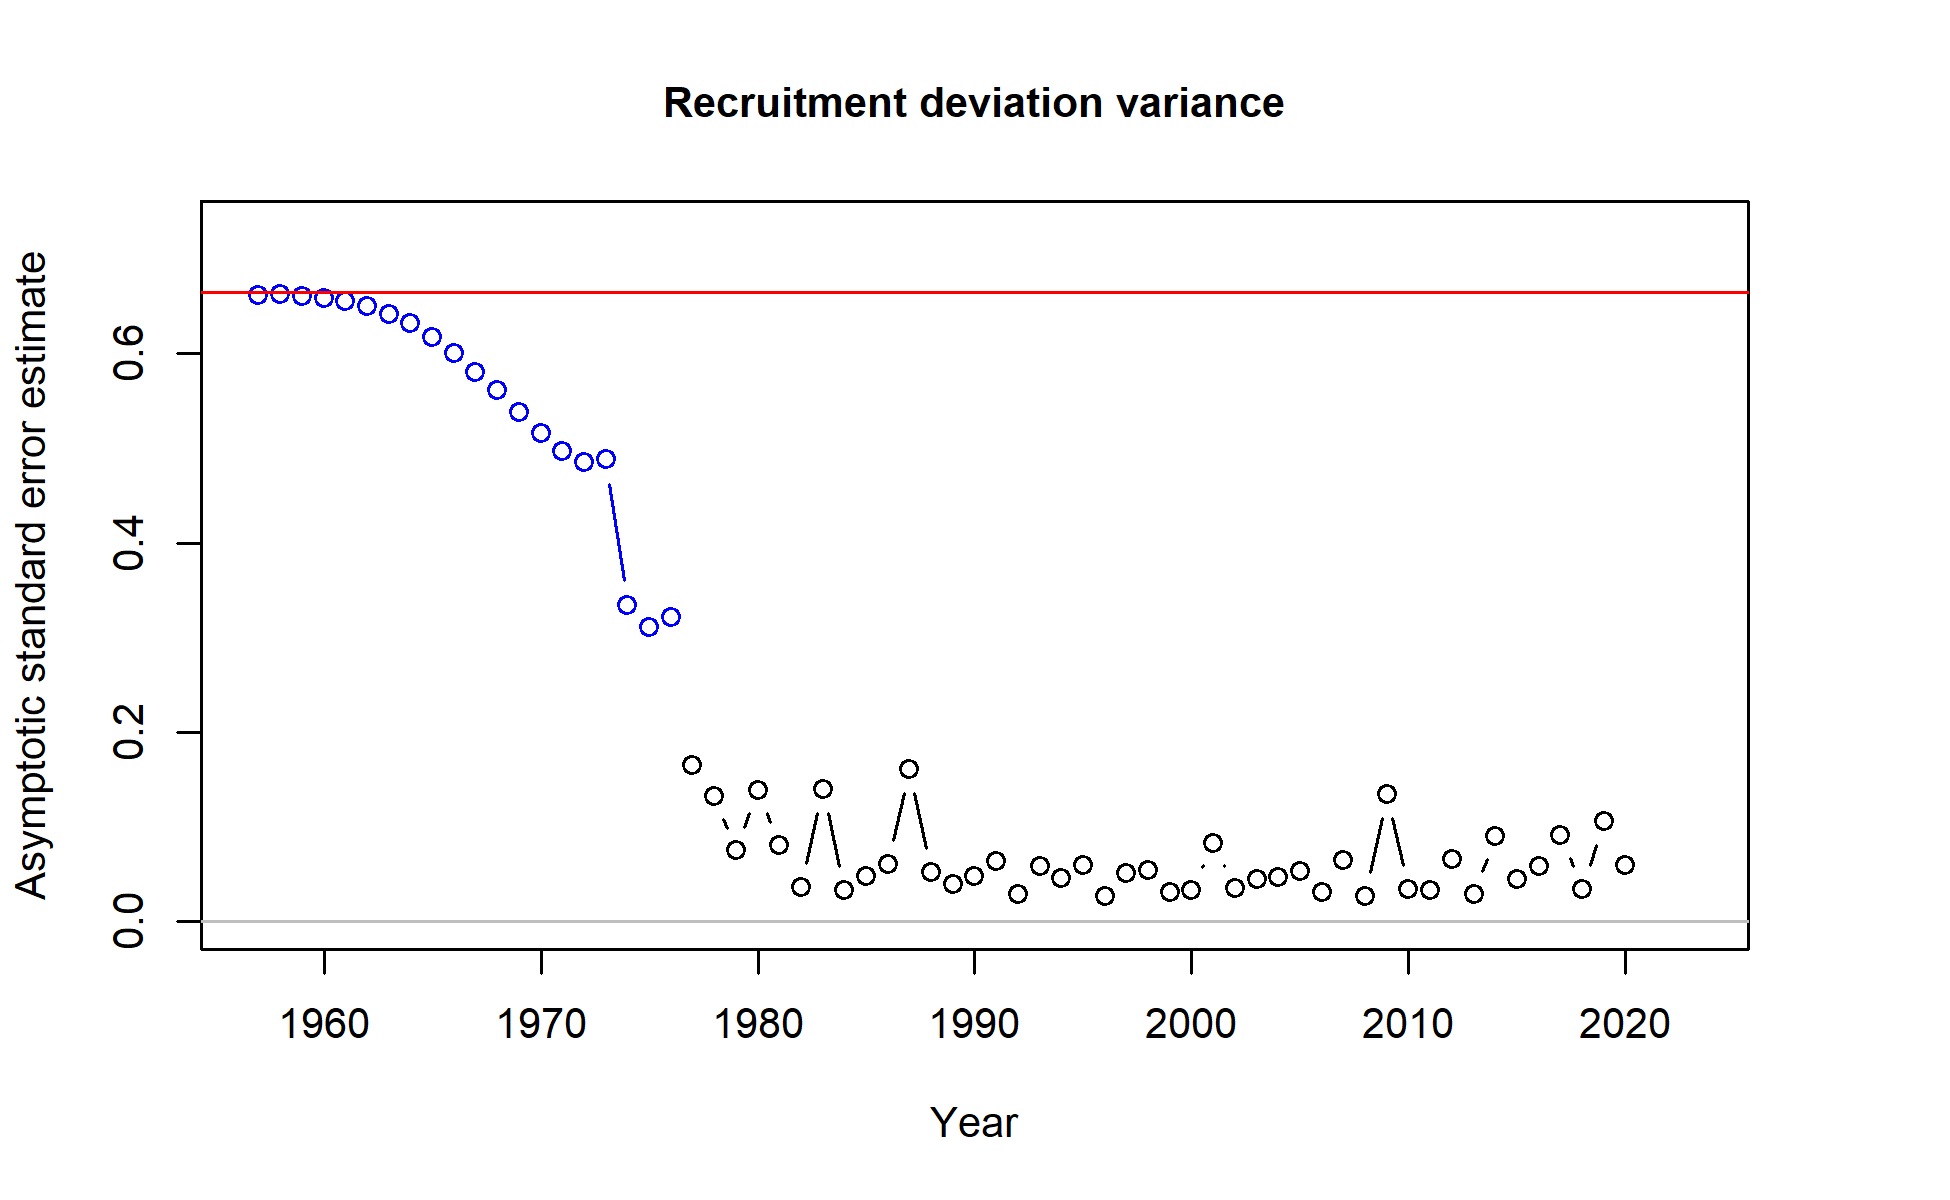 Recruitment deviation variance
Asymptotic standard error estimate
0.6
0.4
0.2
0.0
1960 1970 1980 1990 2000 2010 2020
Year